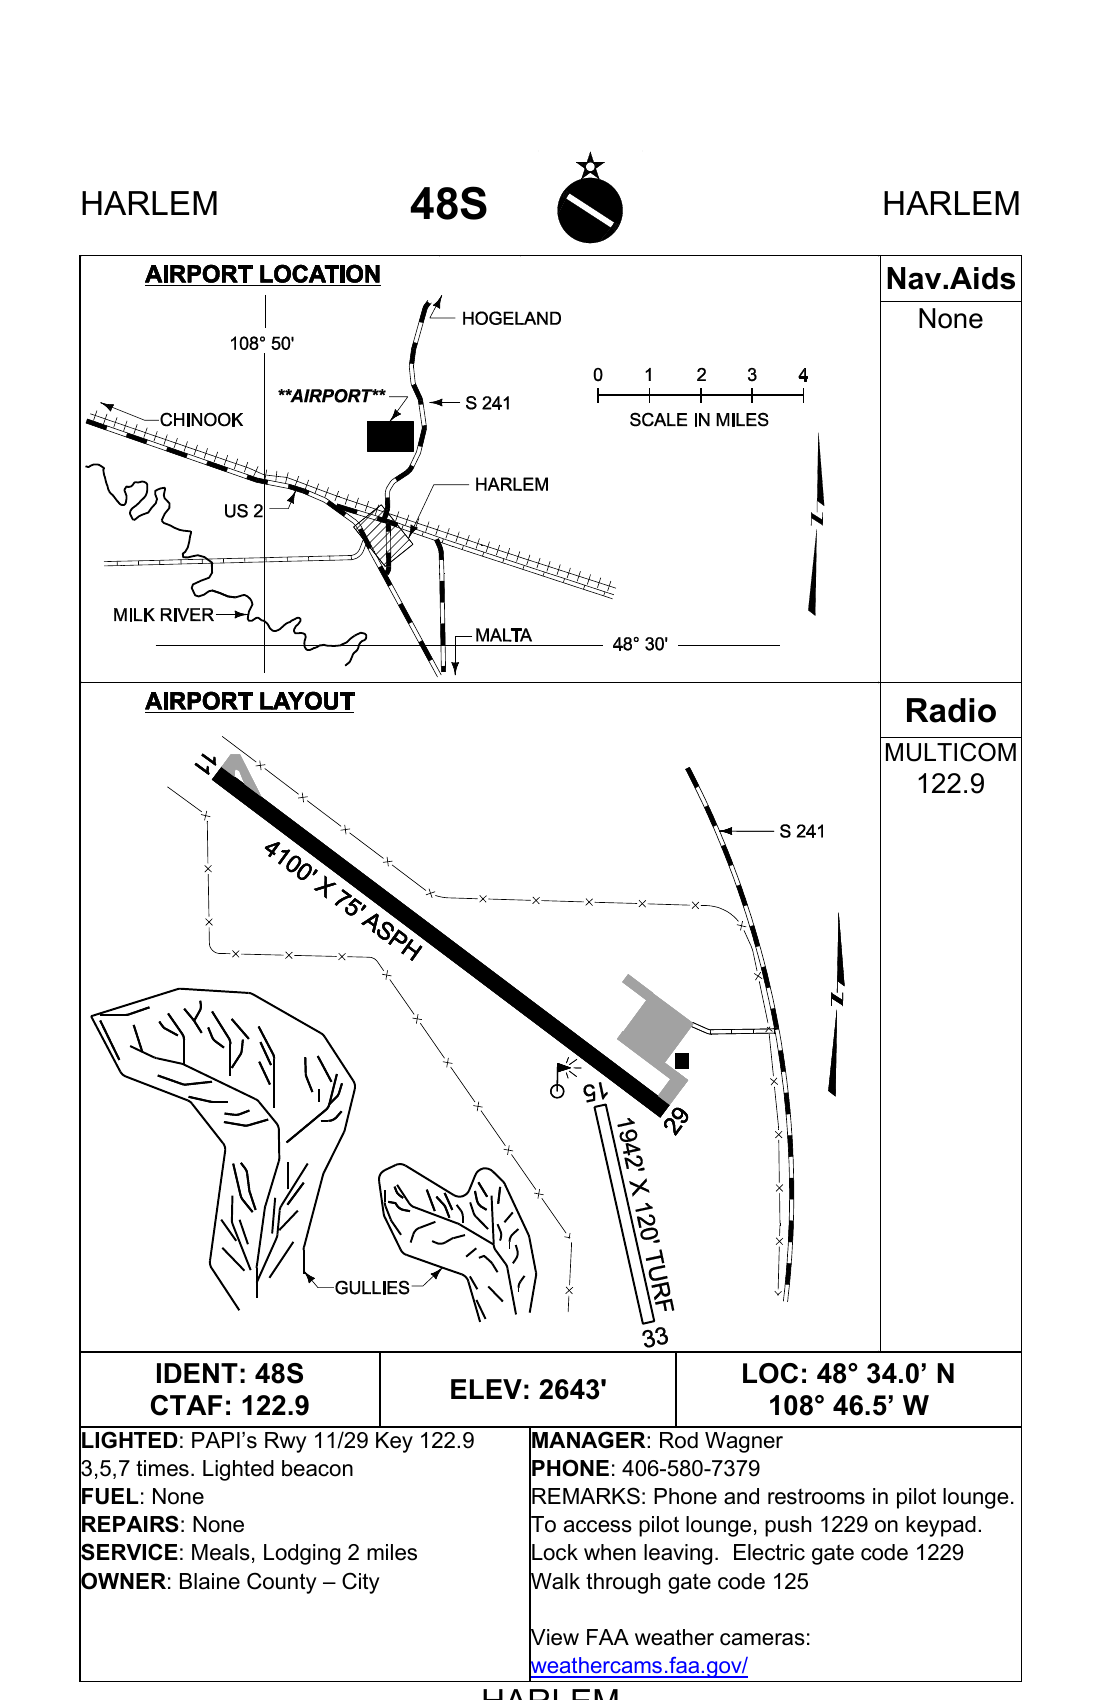 HARLEM 48S HARLEM
AIRPORT LOCATION
Nav.Aids
None
HOGELAND
108° 50'
0 1 2 3 4
SCALE IN MILES
**AIRPORT**
S 241
CHINOOK
HARLEM
US 2
N
MILK RIVER
MALTA
48° 30'
AIRPORT LAYOUT
Radio
MULTICOM
122.9
11
S 241
4100' X 75' ASPH
N
15
29
1942' X 120' TURF
GULLIES
33
IDENT: 48S
CTAF: 122.9
ELEV: 2643'
LOC: 48° 34.0’ N
108° 46.5’ W
LIGHTED: PAPI’s Rwy 11/29 Key 122.9
3,5,7 times. Lighted beacon
FUEL: None
REPAIRS: None
SERVICE: Meals, Lodging 2 miles
OWNER: Blaine County – City
MANAGER: Rod Wagner
PHONE: 406-580-7379
REMARKS: Phone and restrooms in pilot lounge.
To access pilot lounge, push 1229 on keypad.
Lock when leaving.  Electric gate code 1229
Walk through gate code 125
View FAA weather cameras:
weathercams.faa.gov/
HARLEM